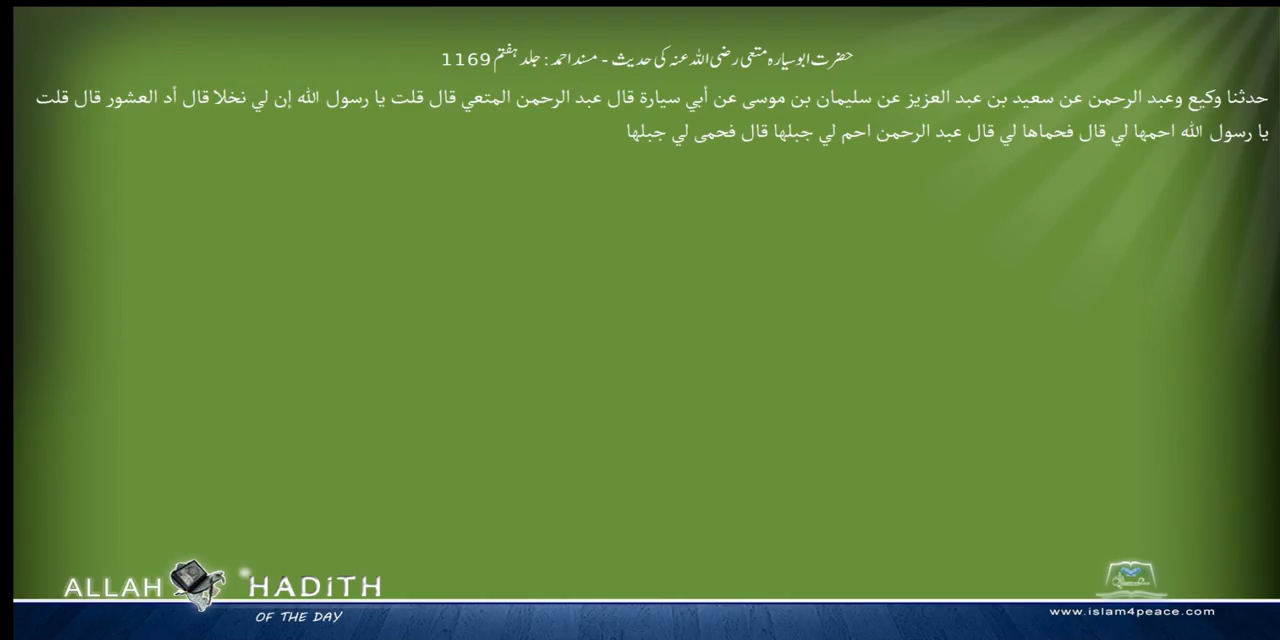 حضرت ابوسیارہ متعی رضی اللہ عنہ کی حدیث - مسند احمد : جلد ہفتم 1169
حدثنا وكيع وعبد الرحمن عن سعيد بن عبد العزيز عن سليمان بن موسى عن أبي سيارة قال عبد الرحمن المتعي قال قلت يا رسول الله إن لي نخلا قال أد العشور قال قلت
يا رسول الله احمها لي قال فحماها لي قال عبد الرحمن احم لي جبلها قال فحمى لي جبلها
ALLAH HADITH
OF THE DAY
www.islam4peace.com